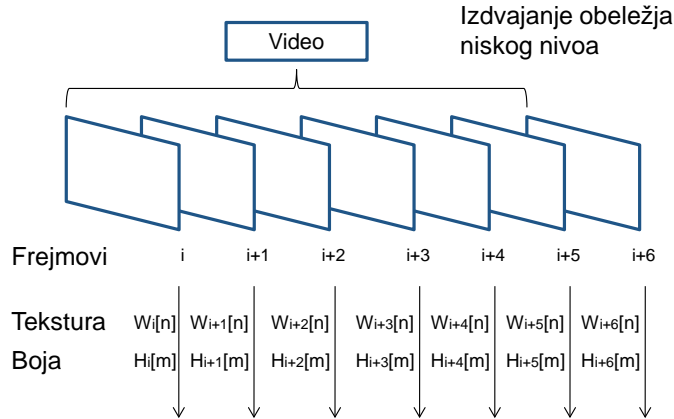 Izdvajanje obeležja
niskog nivoa
Video
Frejmovi i i+1 i+2 i+3 i+4 i+5 i+6
Tekstura Wi[n] Wi+1[n] Wi+2[n] Wi+3[n] Wi+4[n] Wi+5[n] Wi+6[n]
Boja Hi[m] Hi+1[m] Hi+2[m] Hi+3[m] Hi+4[m] Hi+5[m] Hi+6[m]